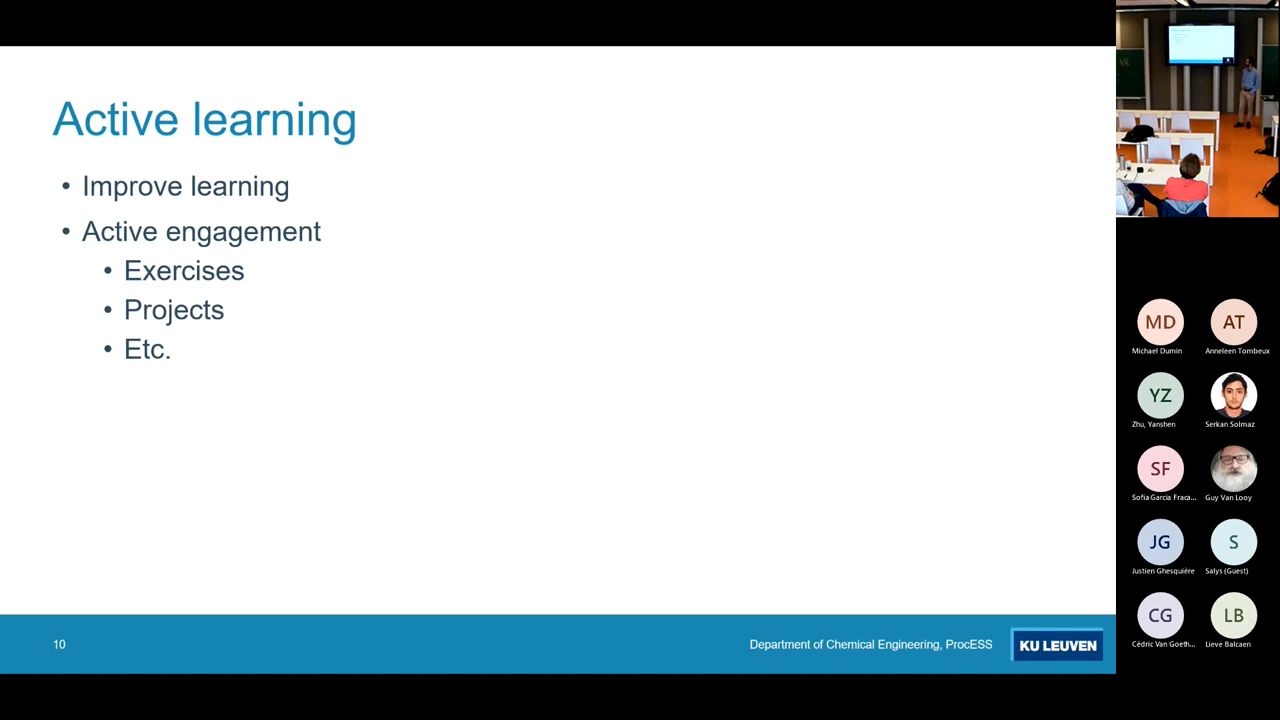 Active learning
• Improve learning
• Active engagement
• Exercises
• Projects
• Etc.
10
Department of Chemical Engineering, ProcESS
KU LEUVEN
MD
Michael Dumin
AT
Anneleen Tombeux
YZ
Zhu, Yanshen
Serkan Solmaz
SF
Sofia Garcia Fraca...
Guy Van Looy
JG
Justien Ghesquière
S
Salys (Guest)
CG
Cédric Van Goeth...
LB
Lieve Balcaen